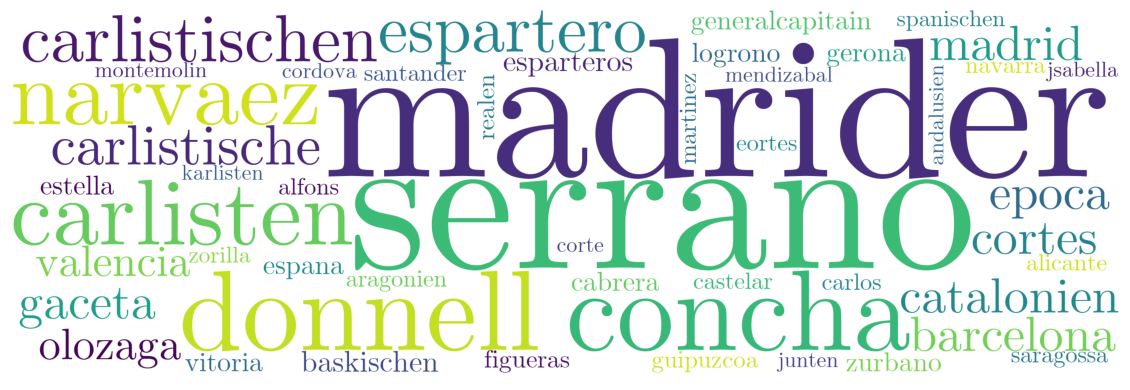 carlistischen espartero generalcapitain spanischen
montemolin cordova santander esparteros logrono gerona madrid
mendizabal navarra jsabella
narvaez realen madrider martinez eortes andalusien
carlistische
karlisten
estella alfons
carlisten serrano epoca
corte cortes
valencia zorilla espana alicante
aragonien cabrera castelar carlos
gaceta donnell concha catalonien
olozaga barcelona
vitoria baskischen figueras guipuzcoa junten zurbano saragossa